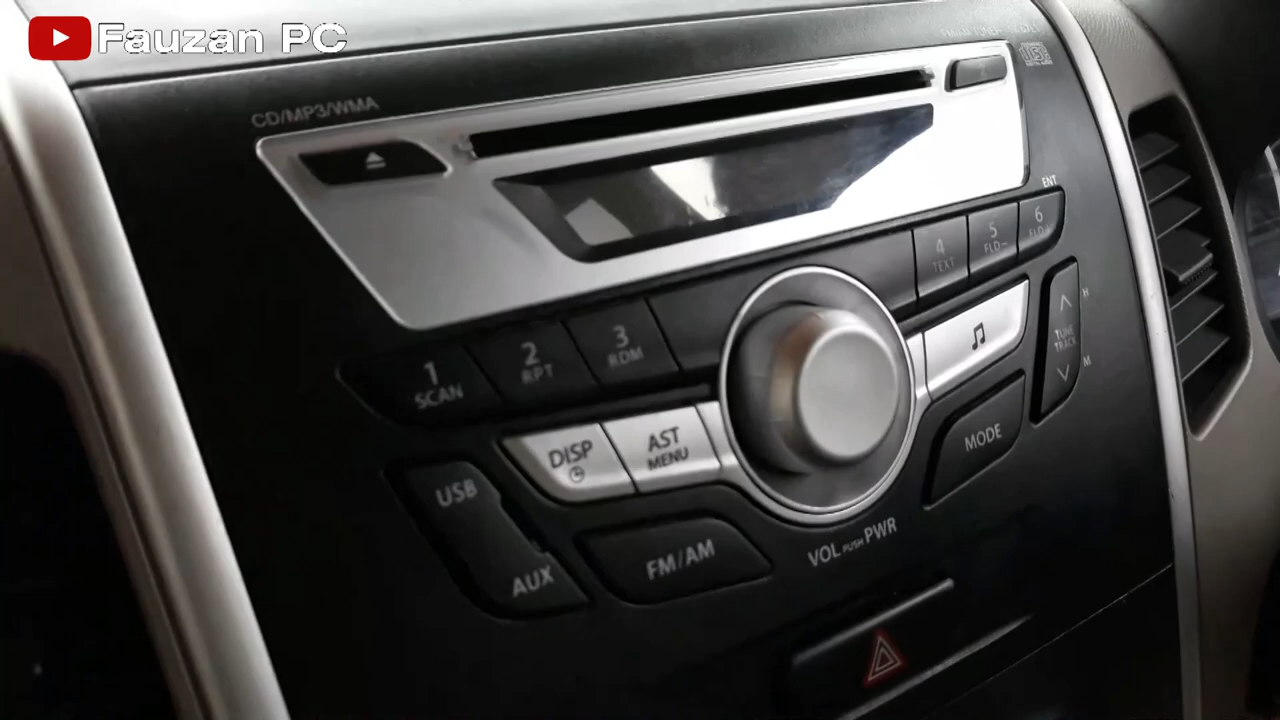 Fauzan PC
CD/MP3/WMA
ENT
4
TEXT
5
FLD-
6
FLD+
1
SCAN
2
RPT
3
RDM
H
TUNE
TRACK
M
DISP
AST
MENU
MODE
USB
AUX
FM/AM
VOL PUSH PWR